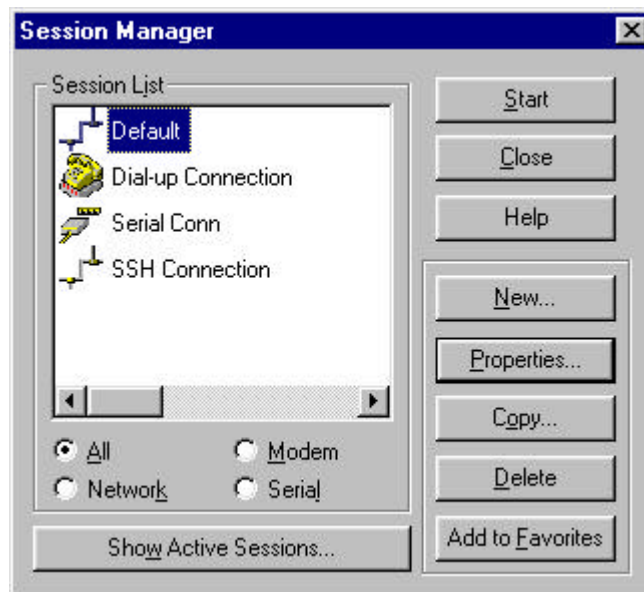 Session Manager
Session List
Default
Dial-up Connection
Serial Conn
SSH Connection
All
Modem
Network
Serial
Show Active Sessions...
Start
Close
Help
New...
Properties...
Copy...
Delete
Add to Favorites